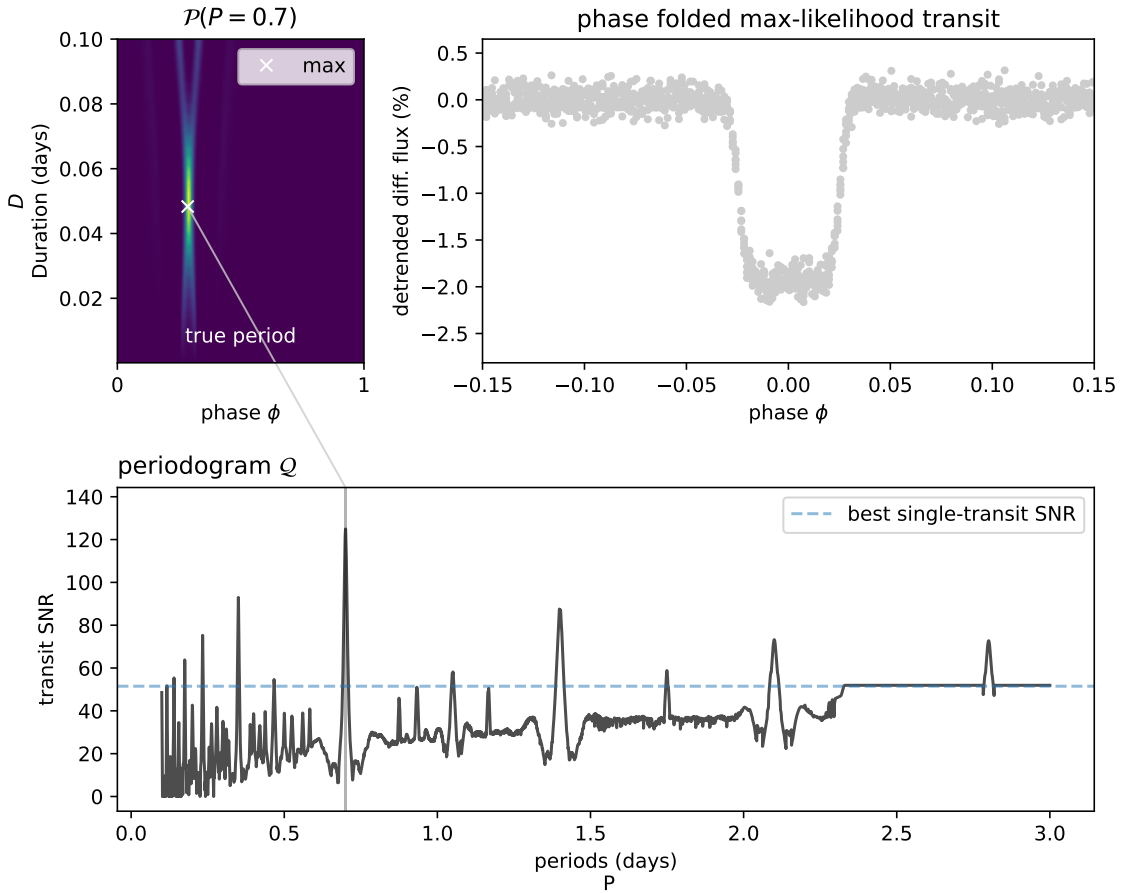 𝒫(P = 0.7)
0.10
0.08
0.06
0.04
0.02
D
Duration (days)
× max
true period
0
1
phase ϕ
phase folded max-likelihood transit
0.5
0.0
−0.5
−1.0
−1.5
−2.0
−2.5
detrended diff. flux (%)
−0.15 −0.10 −0.05 0.00 0.05 0.10 0.15
phase ϕ
periodogram 𝒬
140
120
100
80
60
40
20
0
transit SNR
best single-transit SNR
0.0 0.5 1.0 1.5 2.0 2.5 3.0
periods (days)
P